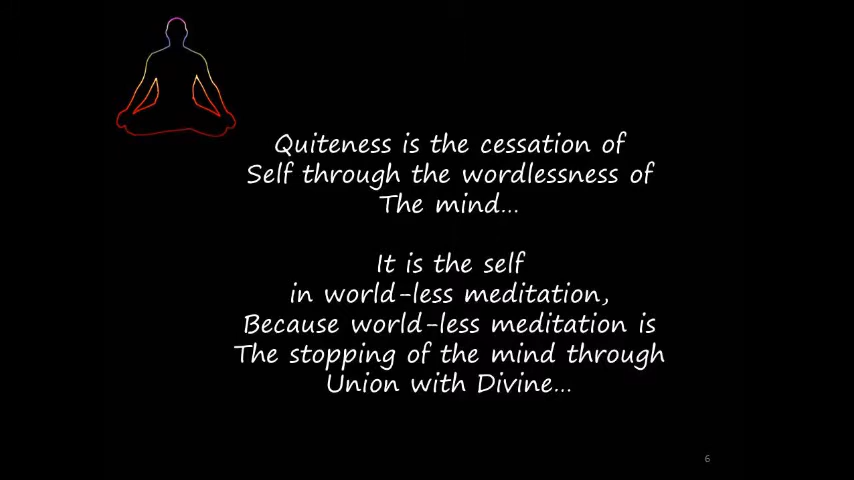 Quiteness is the cessation of
Self through the wordlessness of
The mind...
It is the self
in world-less meditation,
Because world-less meditation is
The stopping of the mind through
Union with Divine...
6